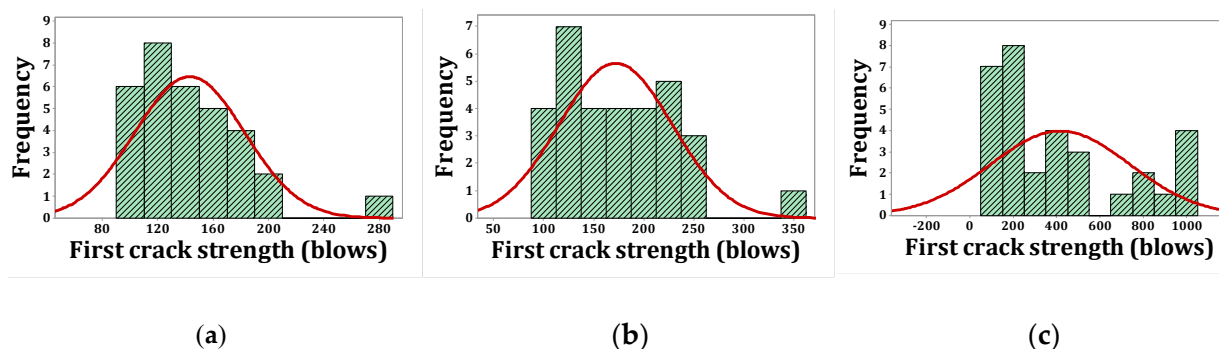 Frequency
9
8
7
6
5
4
3
2
1
0
80 120 160 200 240 280
First crack strength (blows)
(a)
Frequency
7
6
5
4
3
2
1
0
50 100 150 200 250 300 350
First crack strength (blows)
(b)
Frequency
9
8
7
6
5
4
3
2
1
0
-200 0 200 400 600 800 1000
First crack strength (blows)
(c)